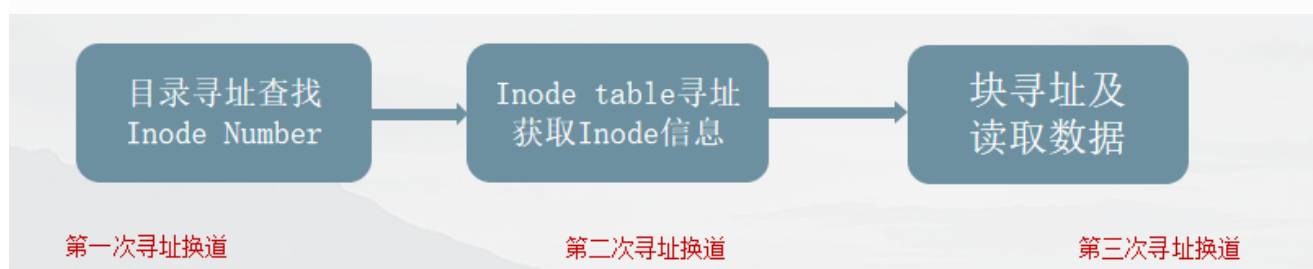 目录寻址查找
Inode Number
Inode table寻址
获取Inode信息
块寻址及
读取数据
第一次寻址换道
第二次寻址换道
第三次寻址换道